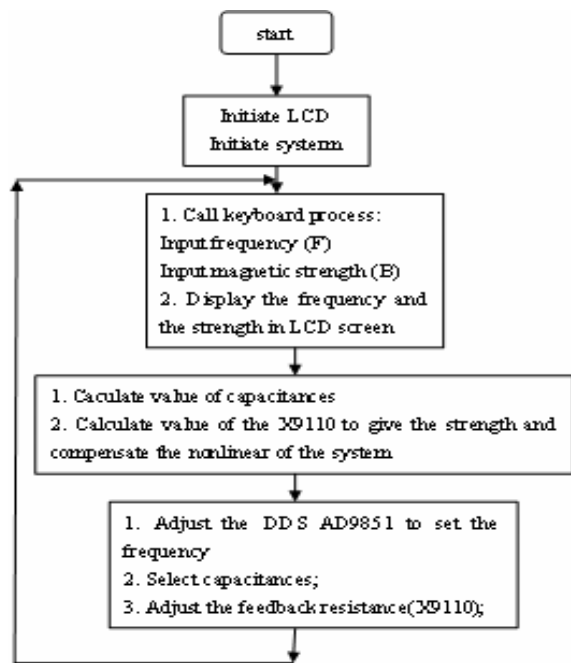 start
Initiate LCD
Initiate systerm
1. Call keyboard process:
Input frequency (F)
Input magnetic strength (B)
2. Display the frequency and
the strength in LCD screen
1. Caculate value of capacitances
2. Calculate value of the X9110 to give the strength and
compensate the nonlinear of the system
1. Adjust the DDS AD9851 to set the
frequency
2. Select capacitances;
3. Adjust the feedback resistance(X9110);